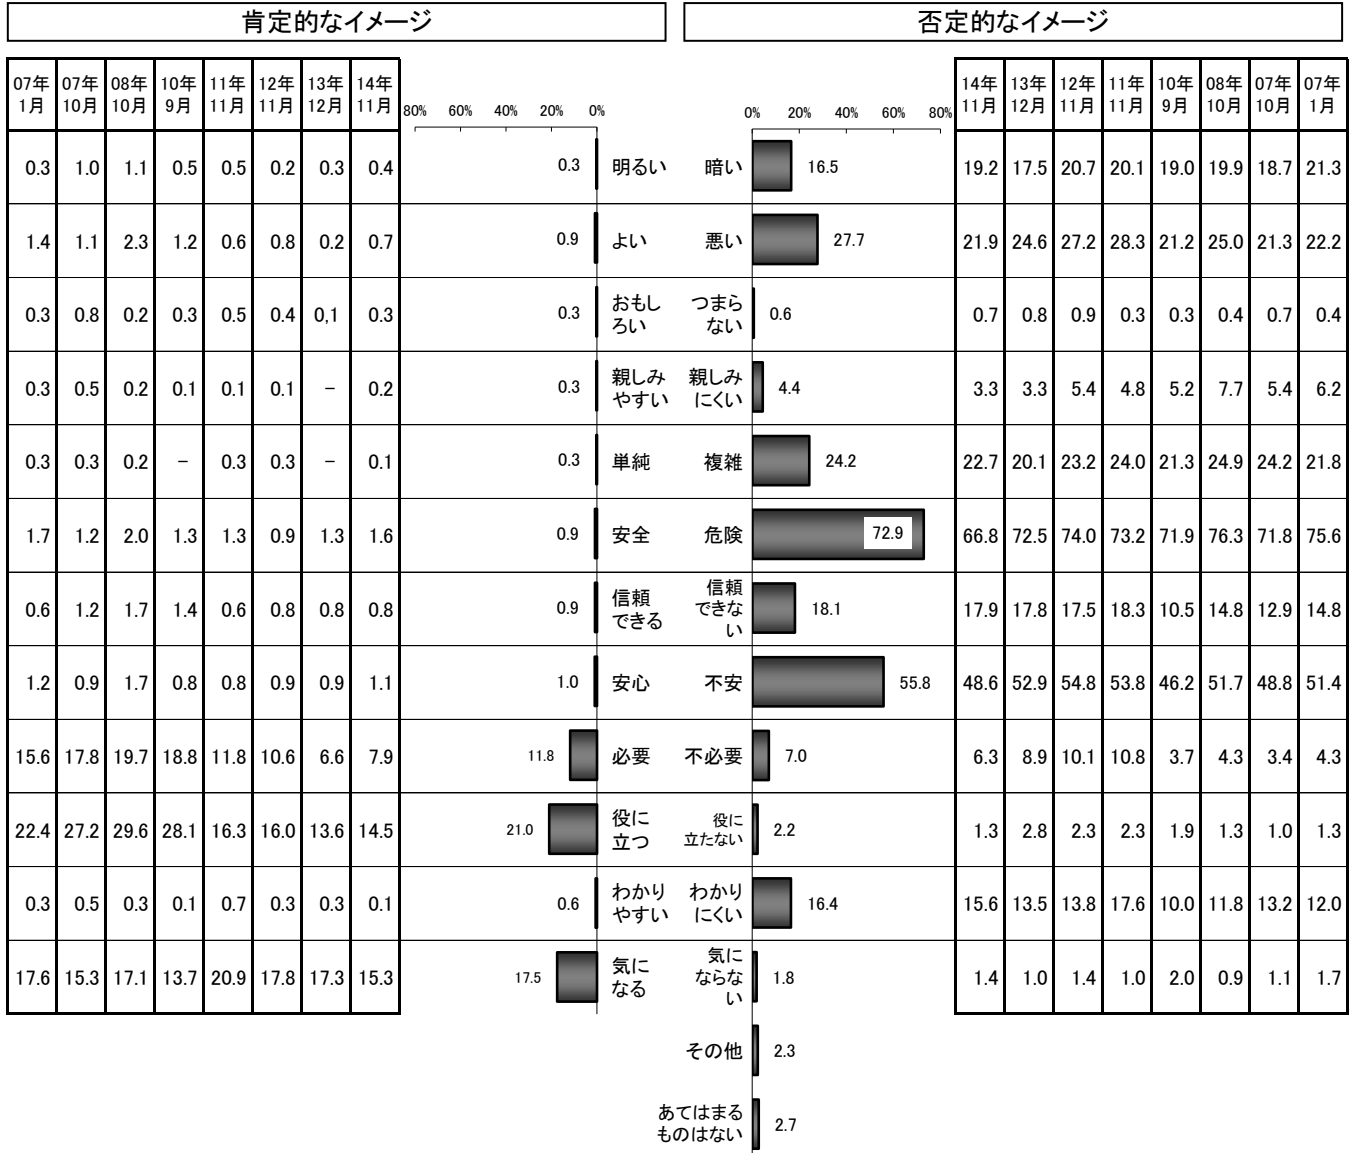 肯定的なイメージ 否定的なイメージ
07年 07年 08年 10年 11年 12年 13年 14年 14年 13年 12年 11年 10年 08年 07年 07年
1月 10月 10月 9月 11月 11月 12月 11月 11月 12月 11月 11月 9月 10月 10月 1月
80% 60% 40% 20% 0% 0% 20% 40% 60% 80%
0.3 1.0 1.1 0.5 0.5 0.2 0.3 0.4 0.3 明るい 暗い 16.5 19.2 17.5 20.7 20.1 19.0 19.9 18.7 21.3
1.4 1.1 2.3 1.2 0.6 0.8 0.2 0.7 0.9 よい 悪い 27.7 21.9 24.6 27.2 28.3 21.2 25.0 21.3 22.2
おもし つまら
0.3 0.8 0.2 0.3 0.5 0.4 0,1 0.3 0.3 ろい ない 0.6 0.7 0.8 0.9 0.3 0.3 0.4 0.7 0.4
親しみ 親しみ
0.3 0.5 0.2 0.1 0.1 0.1 － 0.2 0.3 やすい にくい 4.4 3.3 3.3 5.4 4.8 5.2 7.7 5.4 6.2
0.3 0.3 0.2 － 0.3 0.3 － 0.1 0.3 単純 複雑 24.2 22.7 20.1 23.2 24.0 21.3 24.9 24.2 21.8
1.7 1.2 2.0 1.3 1.3 0.9 1.3 1.6 0.9 安全 危険 72.9 66.8 72.5 74.0 73.2 71.9 76.3 71.8 75.6
信頼 信頼
0.6 1.2 1.7 1.4 0.6 0.8 0.8 0.8 0.9 できる できな 18.1 17.9 17.8 17.5 18.3 10.5 14.8 12.9 14.8
い
1.2 0.9 1.7 0.8 0.8 0.9 0.9 1.1 1.0 安心 不安 55.8 48.6 52.9 54.8 53.8 46.2 51.7 48.8 51.4
15.6 17.8 19.7 18.8 11.8 10.6 6.6 7.9 11.8 必要 不必要 7.0 6.3 8.9 10.1 10.8 3.7 4.3 3.4 4.3
役に 役に
22.4 27.2 29.6 28.1 16.3 16.0 13.6 14.5 21.0 立つ 立たない 2.2 1.3 2.8 2.3 2.3 1.9 1.3 1.0 1.3
わかり わかり
0.3 0.5 0.3 0.1 0.7 0.3 0.3 0.1 0.6 やすい にくい 16.4 15.6 13.5 13.8 17.6 10.0 11.8 13.2 12.0
気に 気に
17.6 15.3 17.1 13.7 20.9 17.8 17.3 15.3 17.5 なる ならな 1.8 1.4 1.0 1.4 1.0 2.0 0.9 1.1 1.7
い
その他 2.3
あてはまる
ものはない 2.7